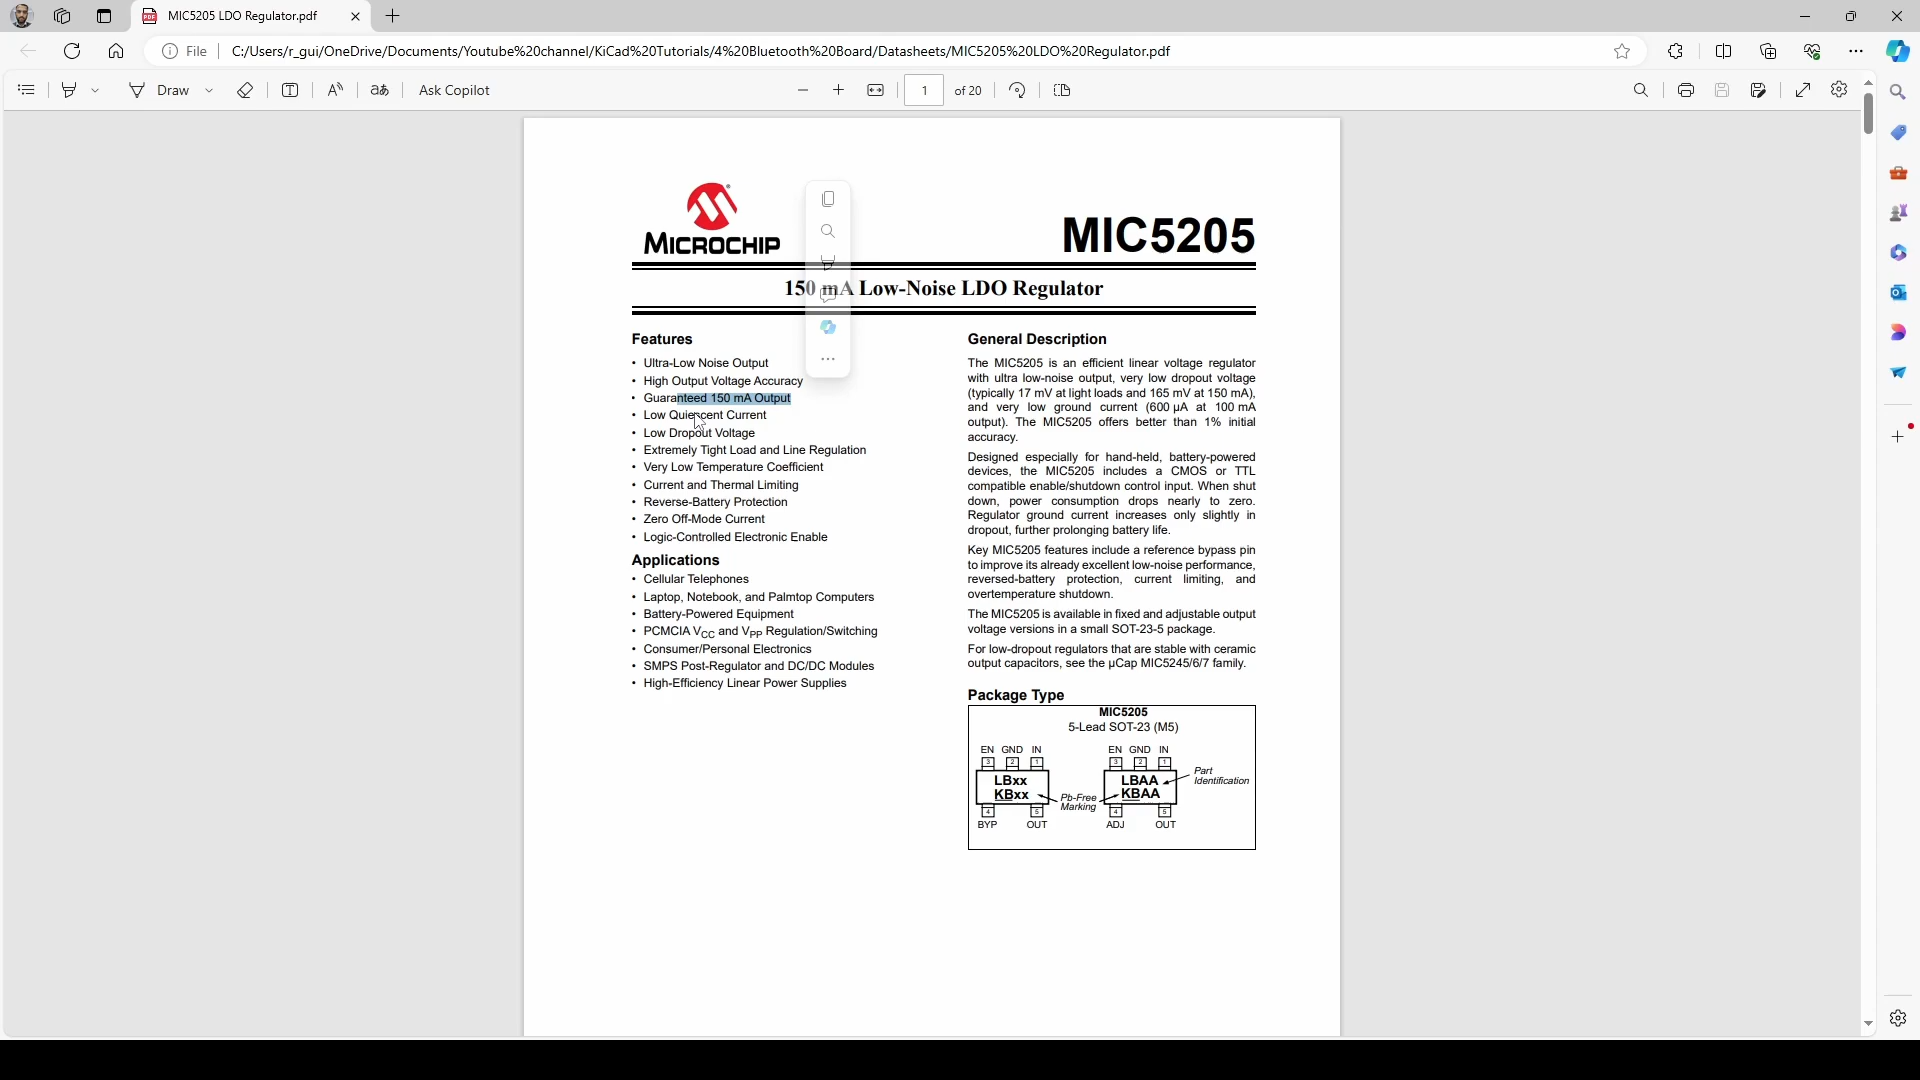 MIC5205 LDO Regulator.pdf
File
C:/Users/r_gui/OneDrive/Documents/Youtube%20channel/KiCad%20Tutorials/4%20Bluetooth%20Board/Datasheets/MIC5205%20LDO%20Regulator.pdf
Draw
aあ
Ask Copilot
1
of 20
MICROCHIP
MIC5205
150 mA Low-Noise LDO Regulator
Features
• Ultra-Low Noise Output
• High Output Voltage Accuracy
• Guaranteed 150 mA Output
• Low Quiescent Current
• Low Dropout Voltage
• Extremely Tight Load and Line Regulation
• Very Low Temperature Coefficient
• Current and Thermal Limiting
• Reverse-Battery Protection
• Zero Off-Mode Current
• Logic-Controlled Electronic Enable
Applications
• Cellular Telephones
• Laptop, Notebook, and Palmtop Computers
• Battery-Powered Equipment
• PCMCIA VCC and VPP Regulation/Switching
• Consumer/Personal Electronics
• SMPS Post-Regulator and DC/DC Modules
• High-Efficiency Linear Power Supplies
General Description
The MIC5205 is an efficient linear voltage regulator
with ultra low-noise output, very low dropout voltage
(typically 17 mV at light loads and 165 mV at 150 mA),
and very low ground current (600 µA at 100 mA
output). The MIC5205 offers better than 1% initial
accuracy.
Designed especially for hand-held, battery-powered
devices, the MIC5205 includes a CMOS or TTL
compatible enable/shutdown control input. When shut
down, power consumption drops nearly to zero.
Regulator ground current increases only slightly in
dropout, further prolonging battery life.
Key MIC5205 features include a reference bypass pin
to improve its already excellent low-noise performance,
reversed-battery protection, current limiting, and
overtemperature shutdown.
The MIC5205 is available in fixed and adjustable output
voltage versions in a small SOT-23-5 package.
For low-dropout regulators that are stable with ceramic
output capacitors, see the µCap MIC5245/6/7 family.
Package Type
MIC5205
5-Lead SOT-23 (M5)
EN GND IN
EN GND IN
3 2 1
3 2 1
LBxx
KBxx
LBAA
KBAA
Part
Identification
Pb-Free
Marking
4 5
4 5
BYP OUT
ADJ OUT